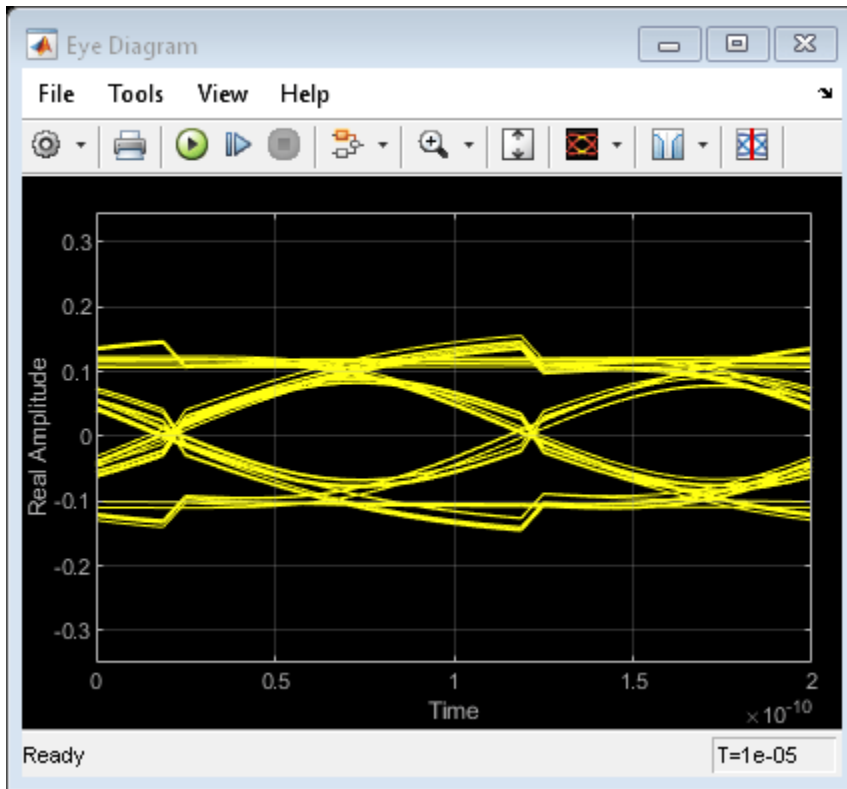 Eye Diagram
File Tools View Help
0.3
0.2
0.1
0
-0.1
-0.2
-0.3
Real Amplitude
0 0.5 1 1.5 2
Time
×10-10
Ready T=1e-05